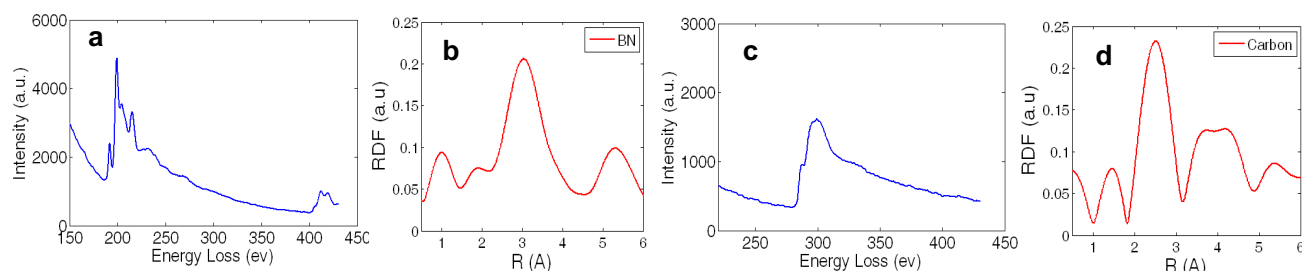 a
6000
4000
2000
0
150 200 250 300 350 400 450
Intensity (a.u.)
Energy Loss (ev)
b
BN
0.25
0.2
0.15
0.1
0.05
0
1 2 3 4 5 6
RDF (a.u)
R (A)
c
3000
2000
1000
0
250 300 350 400 450
Intensity (a.u.)
Energy Loss (ev)
d
Carbon
0.25
0.20
0.15
0.1
0.05
0
1 2 3 4 5 6
RDF (a.u)
R (A)